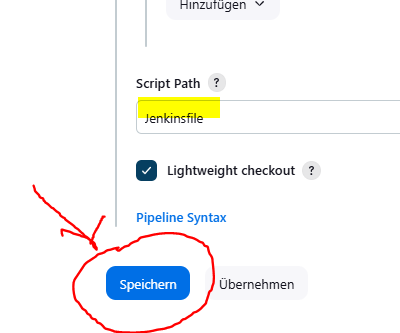 Hinzufügen
Script Path ?
Jenkinsfile
Lightweight checkout ?
Pipeline Syntax
Speichern Übernehmen